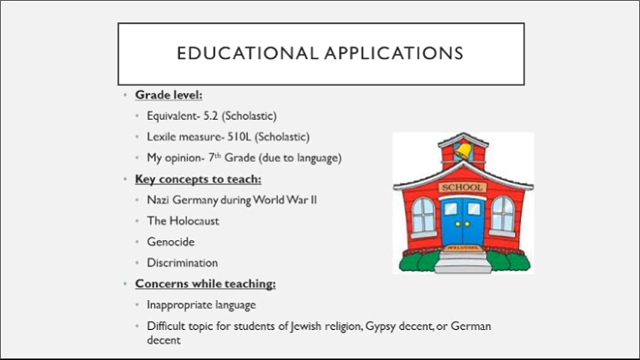 EDUCATIONAL APPLICATIONS
• Grade level:
• Equivalent- 5.2 (Scholastic)
• Lexile measure- 510L (Scholastic)
• My opinion- 7th Grade (due to language)
• Key concepts to teach:
• Nazi Germany during World War II
• The Holocaust
• Genocide
• Discrimination
• Concerns while teaching:
• Inappropriate language
• Difficult topic for students of Jewish religion, Gypsy decent, or German
decent
SCHOOL
WELCOME